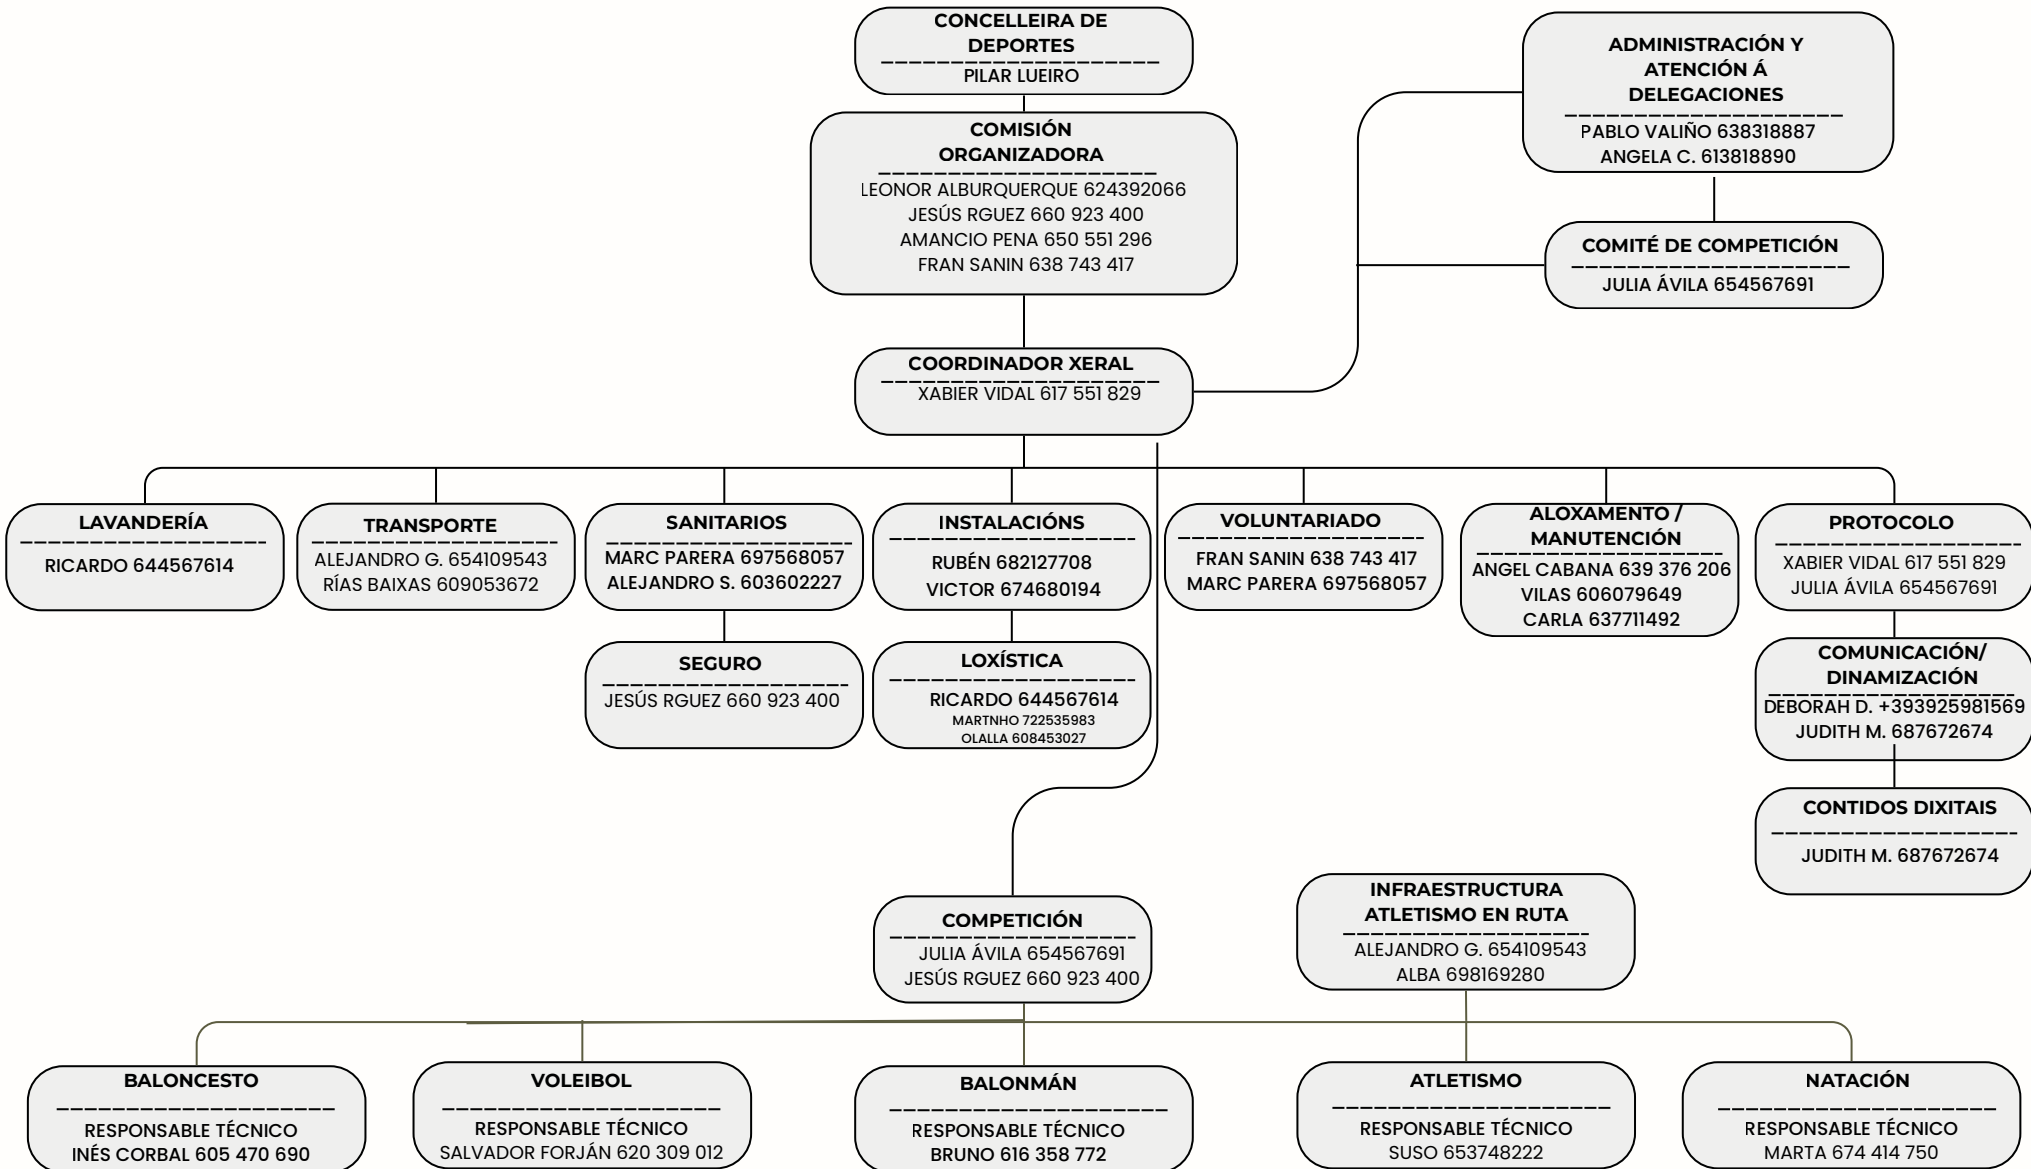 CONCELLEIRA DE
DEPORTES
PILAR LUEIRO
ADMINISTRACIÓN Y
ATENCIÓN Á
DELEGACIONES
PABLO VALIÑO 638318887
ANGELA C. 613818890
COMISIÓN
ORGANIZADORA
LEONOR ALBURQUERQUE 624392066
JESÚS RGUEZ 660 923 400
AMANCIO PENA 650 551 296
FRAN SANIN 638 743 417
COMITÉ DE COMPETICIÓN
JULIA ÁVILA 654567691
COORDINADOR XERAL
XABIER VIDAL 617 551 829
LAVANDERÍA
RICARDO 644567614
TRANSPORTE
ALEJANDRO G. 654109543
RÍAS BAIXAS 609053672
SANITARIOS
MARC PARERA 697568057
ALEJANDRO S. 603602227
INSTALACIÓNS
RUBÉN 682127708
VICTOR 674680194
VOLUNTARIADO
FRAN SANIN 638 743 417
MARC PARERA 697568057
ALOXAMENTO /
MANUTENCIÓN
ANGEL CABANA 639 376 206
VILAS 606079649
CARLA 637711492
PROTOCOLO
XABIER VIDAL 617 551 829
JULIA ÁVILA 654567691
SEGURO
JESÚS RGUEZ 660 923 400
LOXÍSTICA
RICARDO 644567614
MARTNHO 722535983
OLALLA 608453027
COMUNICACIÓN/
DINAMIZACIÓN
DEBORAH D. +393925981569
JUDITH M. 687672674
CONTIDOS DIXITAIS
JUDITH M. 687672674
COMPETICIÓN
JULIA ÁVILA 654567691
JESÚS RGUEZ 660 923 400
INFRAESTRUCTURA
ATLETISMO EN RUTA
ALEJANDRO G. 654109543
ALBA 698169280
BALONCESTO
RESPONSABLE TÉCNICO
INÉS CORBAL 605 470 690
VOLEIBOL
RESPONSABLE TÉCNICO
SALVADOR FORJÁN 620 309 012
BALONMÁN
RESPONSABLE TÉCNICO
BRUNO 616 358 772
ATLETISMO
RESPONSABLE TÉCNICO
SUSO 653748222
NATACIÓN
RESPONSABLE TÉCNICO
MARTA 674 414 750